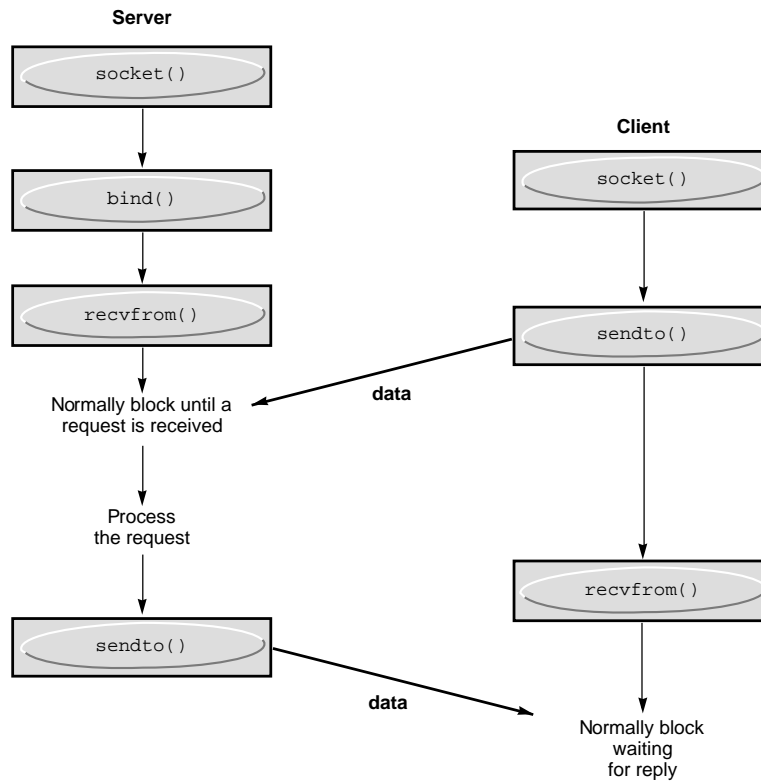 Server
socket()
bind()
recvfrom()
Normally block until a
request is received
Process
the request
sendto()
data
data
Client
socket()
sendto()
recvfrom()
Normally block
waiting
for reply